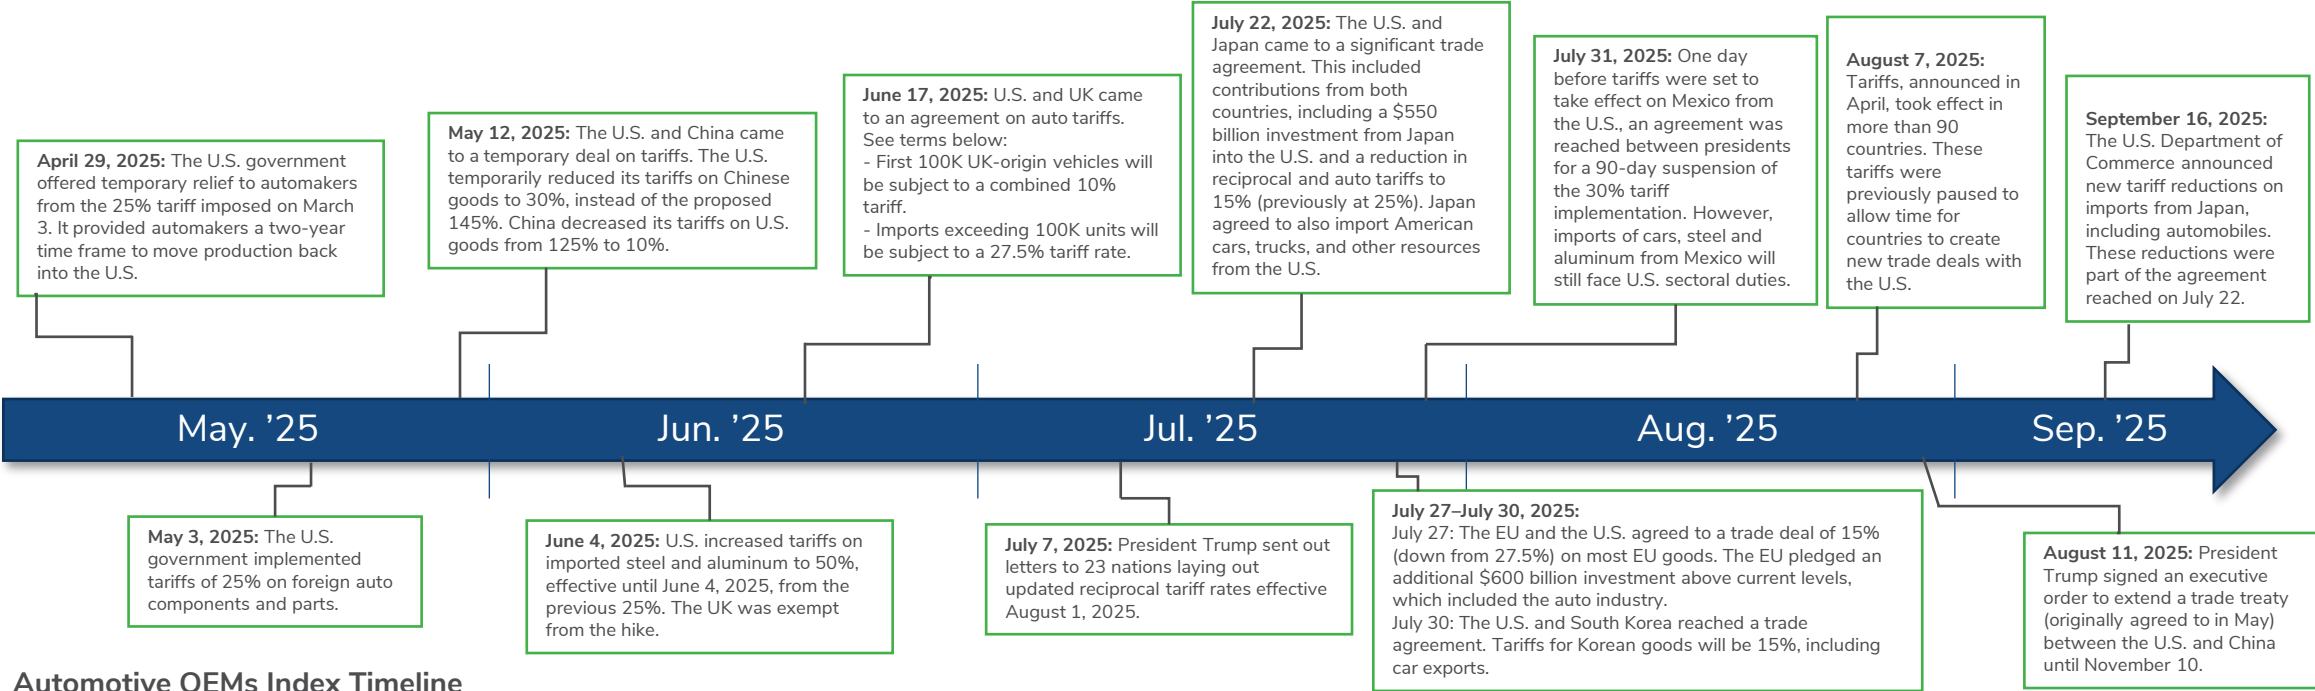 April 29, 2025: The U.S. government
offered temporary relief to automakers
from the 25% tariff imposed on March
3. It provided automakers a two-year
time frame to move production back
into the U.S.
May 12, 2025: The U.S. and China came
to a temporary deal on tariffs. The U.S.
temporarily reduced its tariffs on Chinese
goods to 30%, instead of the proposed
145%. China decreased its tariffs on U.S.
goods from 125% to 10%.
June 17, 2025: U.S. and UK came
to an agreement on auto tariffs.
See terms below:
- First 100K UK-origin vehicles will
be subject to a combined 10%
tariff.
- Imports exceeding 100K units will
be subject to a 27.5% tariff rate.
July 22, 2025: The U.S. and
Japan came to a significant trade
agreement. This included
contributions from both
countries, including a $550
billion investment from Japan
into the U.S. and a reduction in
reciprocal and auto tariffs to
15% (previously at 25%). Japan
agreed to also import American
cars, trucks, and other resources
from the U.S.
July 31, 2025: One day
before tariffs were set to
take effect on Mexico from
the U.S., an agreement was
reached between presidents
for a 90-day suspension of
the 30% tariff
implementation. However,
imports of cars, steel and
aluminum from Mexico will
still face U.S. sectoral duties.
August 7, 2025:
Tariffs, announced in
April, took effect in
more than 90
countries. These
tariffs were
previously paused to
allow time for
countries to create
new trade deals with
the U.S.
September 16, 2025:
The U.S. Department of
Commerce announced
new tariff reductions on
imports from Japan,
including automobiles.
These reductions were
part of the agreement
reached on July 22.
May. ’25
Jun. ’25
Jul. ’25
Aug. ’25
Sep. ’25
May 3, 2025: The U.S.
government implemented
tariffs of 25% on foreign auto
components and parts.
June 4, 2025: U.S. increased tariffs on
imported steel and aluminum to 50%,
effective until June 4, 2025, from the
previous 25%. The UK was exempt
from the hike.
July 7, 2025: President Trump sent out
letters to 23 nations laying out
updated reciprocal tariff rates effective
August 1, 2025.
July 27–July 30, 2025:
July 27: The EU and the U.S. agreed to a trade deal of 15%
(down from 27.5%) on most EU goods. The EU pledged an
additional $600 billion investment above current levels,
which included the auto industry.
July 30: The U.S. and South Korea reached a trade
agreement. Tariffs for Korean goods will be 15%, including
car exports.
August 11, 2025: President
Trump signed an executive
order to extend a trade treaty
(originally agreed to in May)
between the U.S. and China
until November 10.
Automotive OEMs Index Timeline